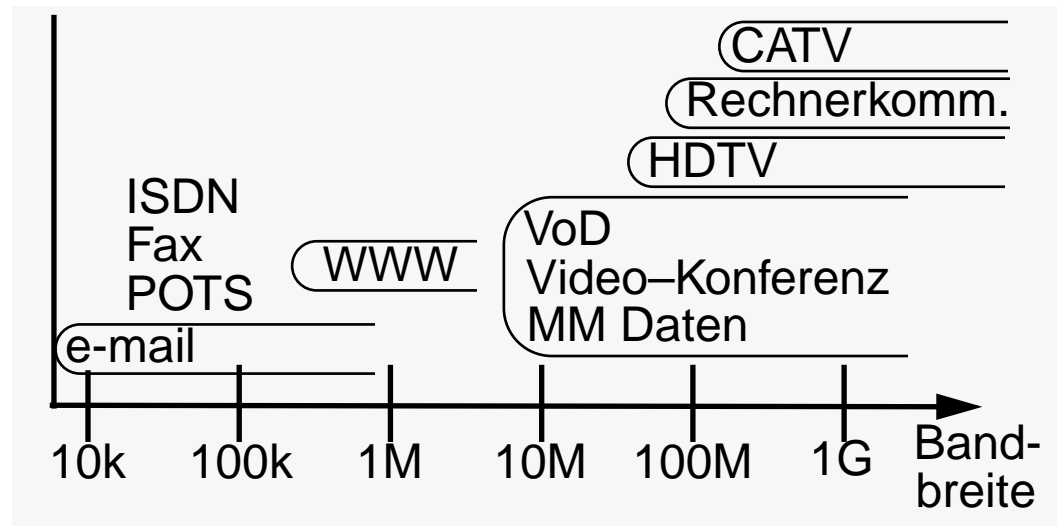 CATV
Rechnerkomm.
HDTV
ISDN
Fax
POTS
WWW
VoD
Video–Konferenz
MM Daten
e-mail
10k 100k 1M 10M 100M 1G
Band-
breite